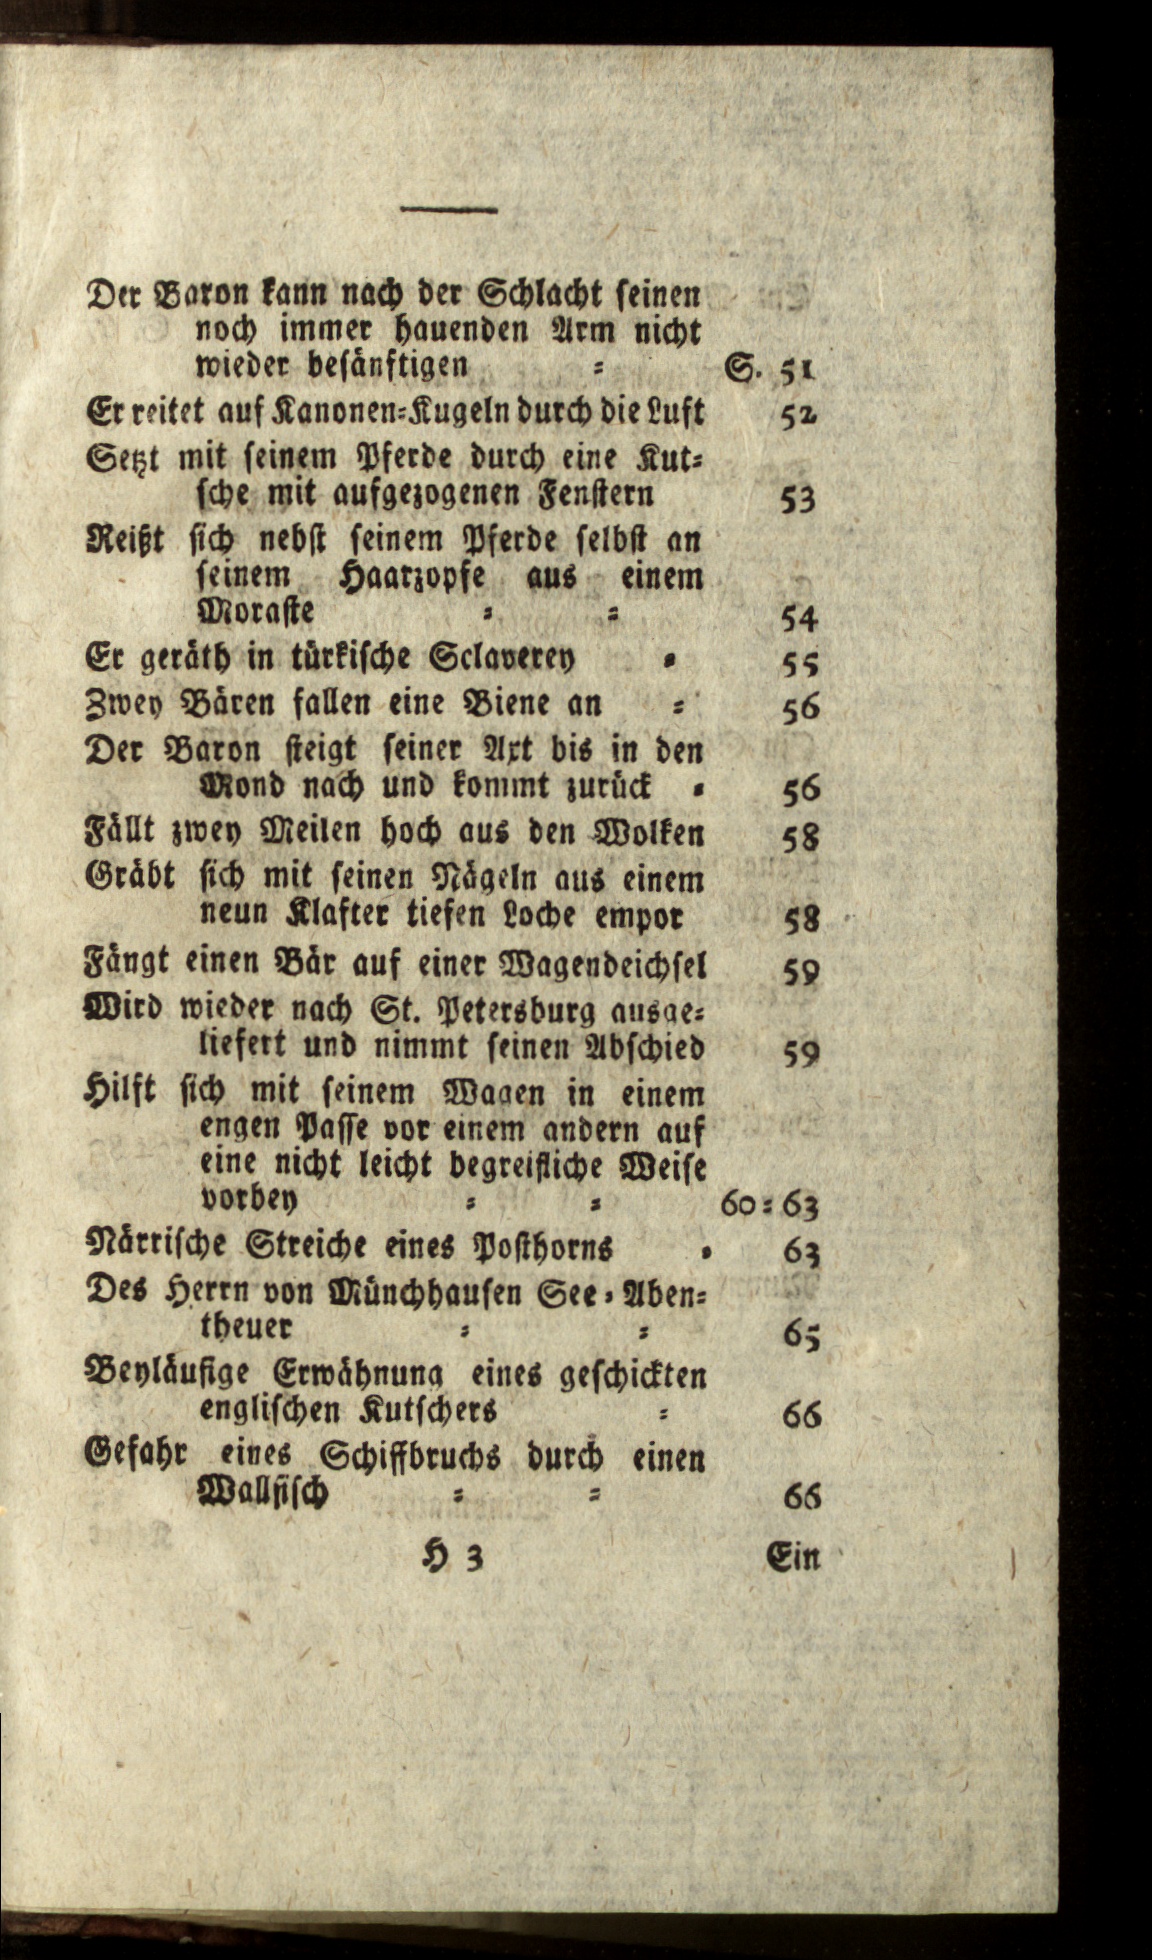 Der Baron kann nach der Schlacht seinen
noch immer hauenden Arm nicht
wieder besänftigen = S. 51
Er reitet auf Kanonen=Kugeln durch die Luft 52
Setzt mit seinem Pferde durch eine Kut=
sche mit aufgezogenen Fenstern 53
Reißt sich nebst seinem Pferde selbst an
seinem Haarzopfe aus einem
Moraste = = 54
Er geräth in türkische Sclaverey = 55
Zwey Bären fallen eine Biene an = 56
Der Baron steigt seiner Axt bis in den
Mond nach und kommt zurück = 56
Fällt zwey Meilen hoch aus den Wolken 58
Gräbt sich mit seinen Nägeln aus einem
neun Klafter tiefen Loche empor 58
Fängt einen Bär auf einer Wagendeichsel 59
Wird wieder nach St. Petersburg ausge=
liefert und nimmt seinen Abschied 59
Hilft sich mit seinem Wagen in einem
engen Passe vor einem andern auf
eine nicht leicht begreifliche Weise
vorbey = = 60=63
Närrische Streiche eines Posthorns = 63
Des Herrn von Münchhausen See=Aben=
theuer = = 65
Beyläufige Erwähnung eines geschickten
englischen Kutschers = 66
Gefahr eines Schiffbruchs durch einen
Wallfisch = = 66
H 3 Ein